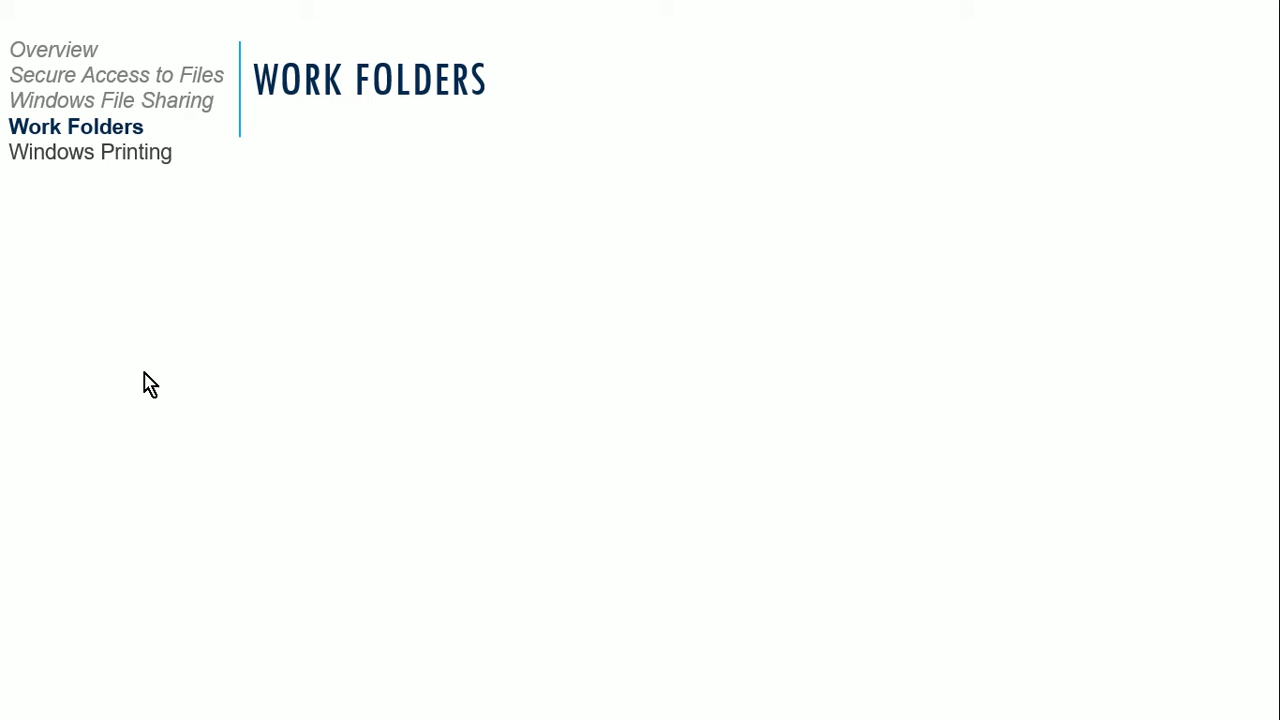 Overview
Secure Access to Files
Windows File Sharing
Work Folders
Windows Printing
WORK FOLDERS